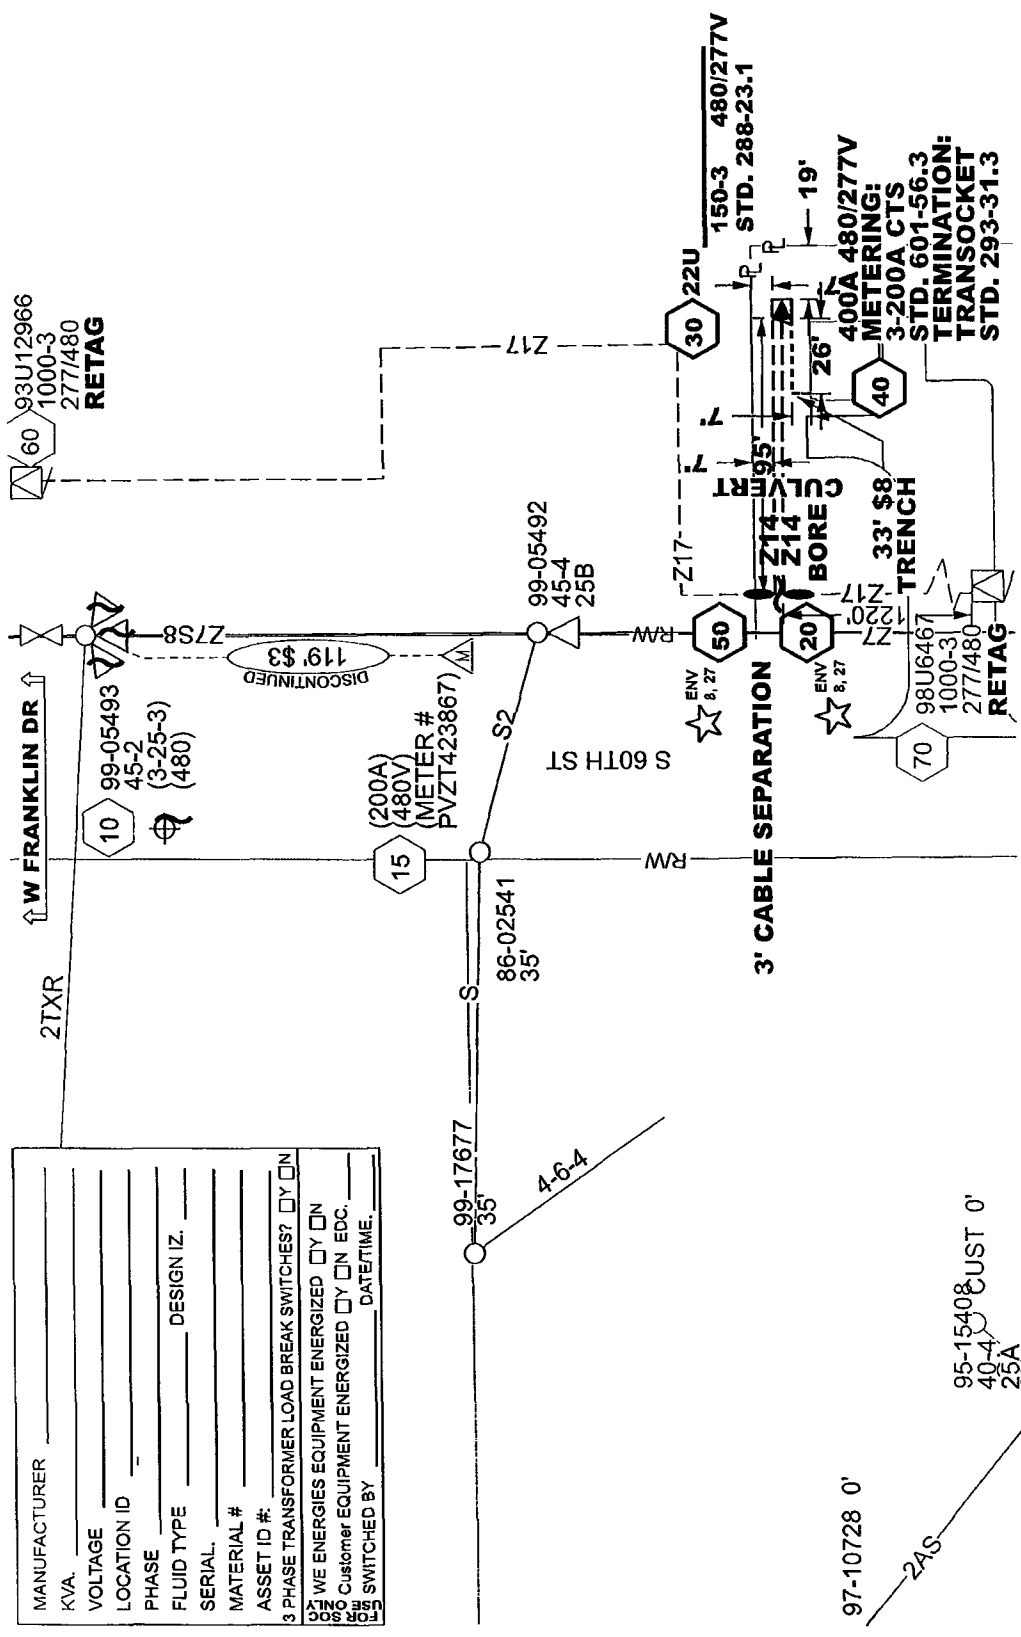 MANUFACTURER
KVA.
VOLTAGE
LOCATION ID
PHASE
FLUID TYPE DESIGN IZ.
SERIAL.
MATERIAL #
ASSET ID #:
3 PHASE TRANSFORMER LOAD BREAK SWITCHES? □Y □N
FOR SOC
USE ONLY
WE ENERGIES EQUIPMENT ENERGIZED □Y □N
Customer EQUIPMENT ENERGIZED □Y □N EDC.
SWITCHED BY DATE/TIME.
2TXR
W FRANKLIN DR
10
99-05493
45-2
(3-25-3)
(480)
60
93U12966
1000-3
277/480
RETAG
Z7S8
119' $3
DISCONTINUED
M
15
(200A)
(480V)
(METER #
PVZT423867)
99-05492
45-4
25B
Z17
S2
S
86-02541
35'
99-17677
35'
4-6-4
S 60TH ST
R/W
R/W
30
22U
150-3 480/277V
STD. 288-23.1
Z17
50
20
ENV
8, 27
ENV
8, 27
3' CABLE SEPARATION
Z14
Z14
95'
CULVERT
BORE
7'
7'
7'
26'
19'
PL
PL
40
400A 480/277V
METERING:
3-200A CTS
STD. 601-56.3
TERMINATION:
TRANSOCKET
STD. 293-31.3
33' $8
TRENCH
Z17
1220'
Z7
70
98U6467
1000-3
277/480
RETAG
97-10728 0'
2AS
95-15408
40-4
25A
CUST 0'